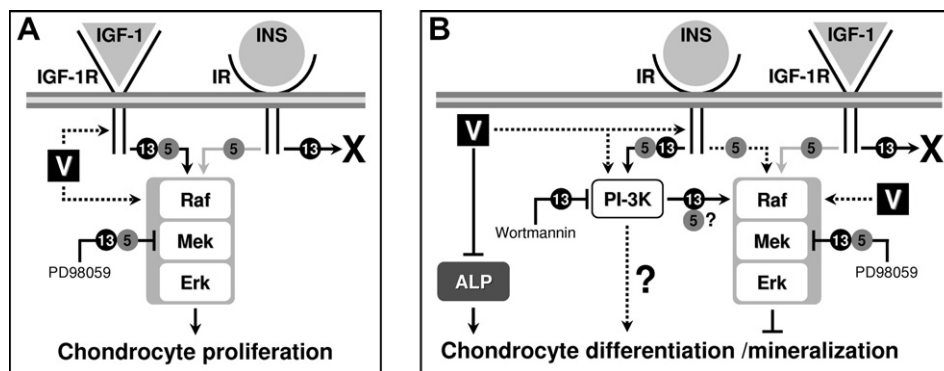 A
IGF-1
INS
IGF-1R
IR
V
13
5
5
13
X
Raf
13
5
Mek
PD98059
Erk
Chondrocyte proliferation
B
INS
IGF-1
IR
IGF-1R
V
5
13
5
5
13
X
13
PI-3K
13
5
?
Raf
V
Wortmannin
Mek
13
5
PD98059
ALP
?
Erk
Chondrocyte differentiation /mineralization